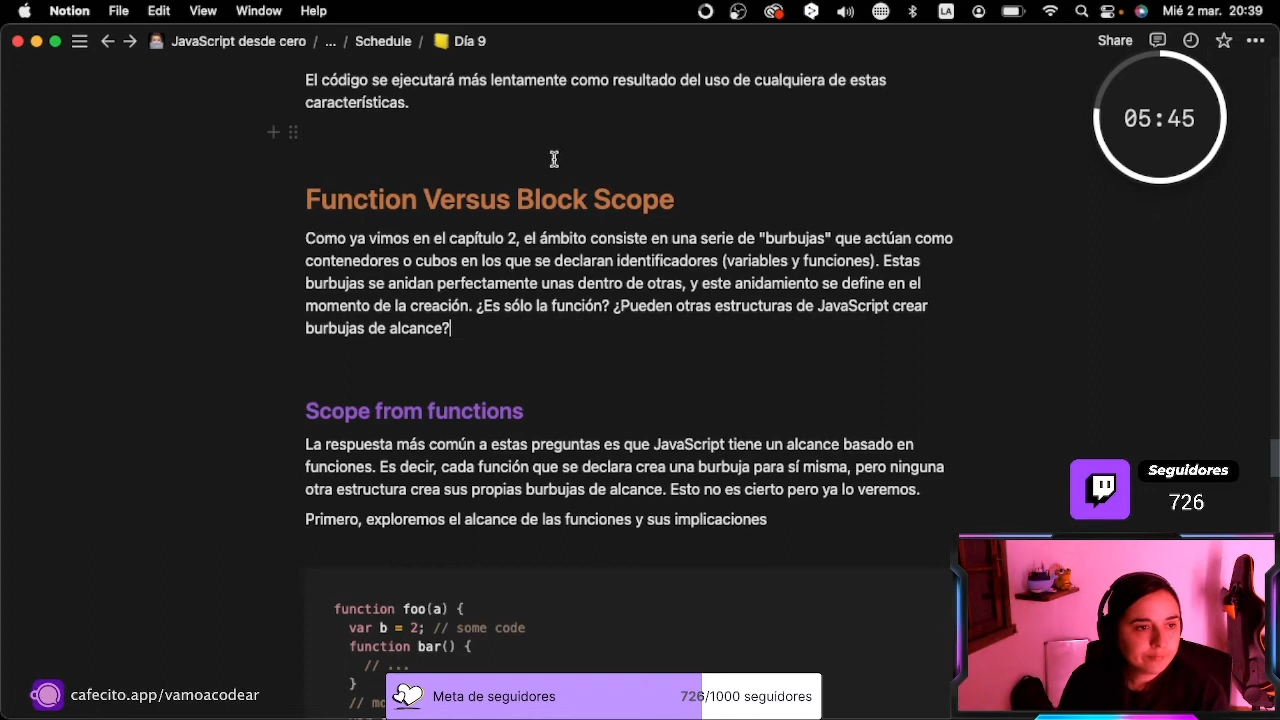 Notion File Edit View Window Help LA Mié 2 mar. 20:39
JavaScript desde cero / ... / Schedule / Día 9 Share
El código se ejecutará más lentamente como resultado del uso de cualquiera de estas
características.
05:45
Function Versus Block Scope
Como ya vimos en el capítulo 2, el ámbito consiste en una serie de "burbujas" que actúan como
contenedores o cubos en los que se declaran identificadores (variables y funciones). Estas
burbujas se anidan perfectamente unas dentro de otras, y este anidamiento se define en el
momento de la creación. ¿Es sólo la función? ¿Pueden otras estructuras de JavaScript crear
burbujas de alcance?
Scope from functions
La respuesta más común a estas preguntas es que JavaScript tiene un alcance basado en
funciones. Es decir, cada función que se declara crea una burbuja para sí misma, pero ninguna
otra estructura crea sus propias burbujas de alcance. Esto no es cierto pero ya lo veremos.
Primero, exploremos el alcance de las funciones y sus implicaciones
Seguidores
726
function foo(a) {
var b = 2; // some code
function bar() {
// ...
}
//
cafecito.app/vamoacodear
Meta de seguidores 726/1000 seguidores